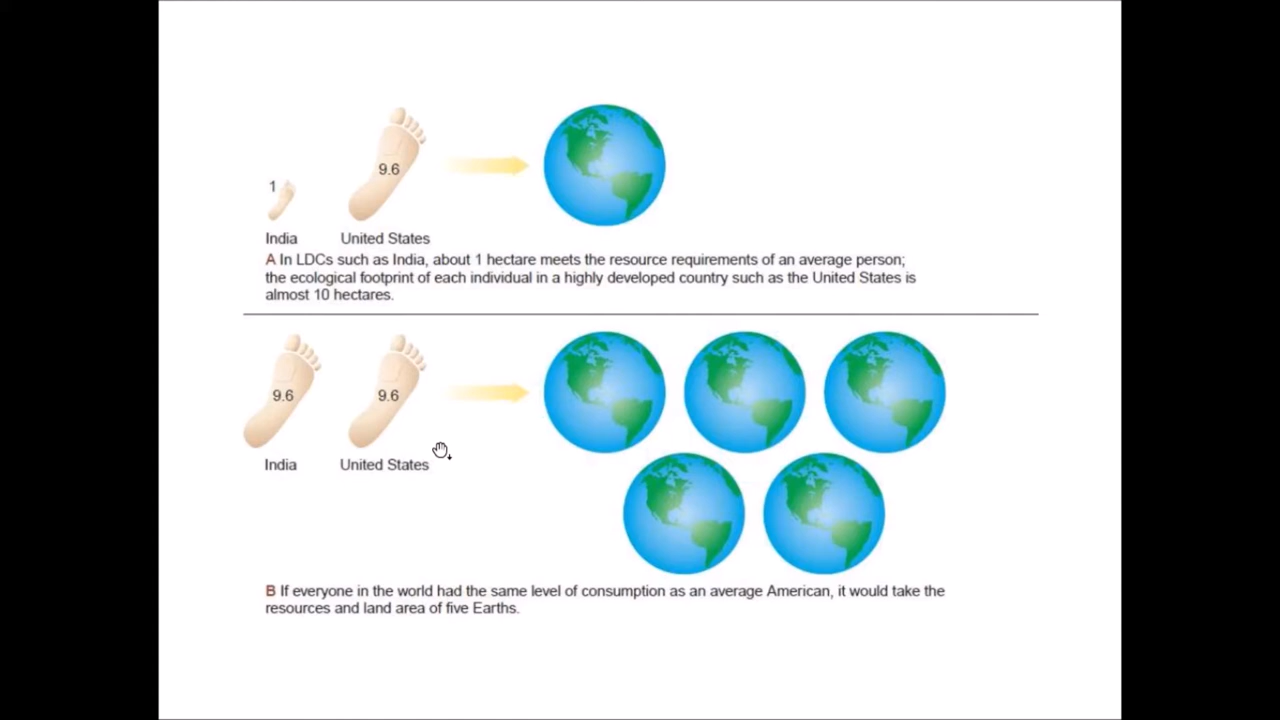 1
9.6
India
United States
A In LDCs such as India, about 1 hectare meets the resource requirements of an average person;
the ecological footprint of each individual in a highly developed country such as the United States is
almost 10 hectares.
9.6
9.6
India
United States
B If everyone in the world had the same level of consumption as an average American, it would take the
resources and land area of five Earths.